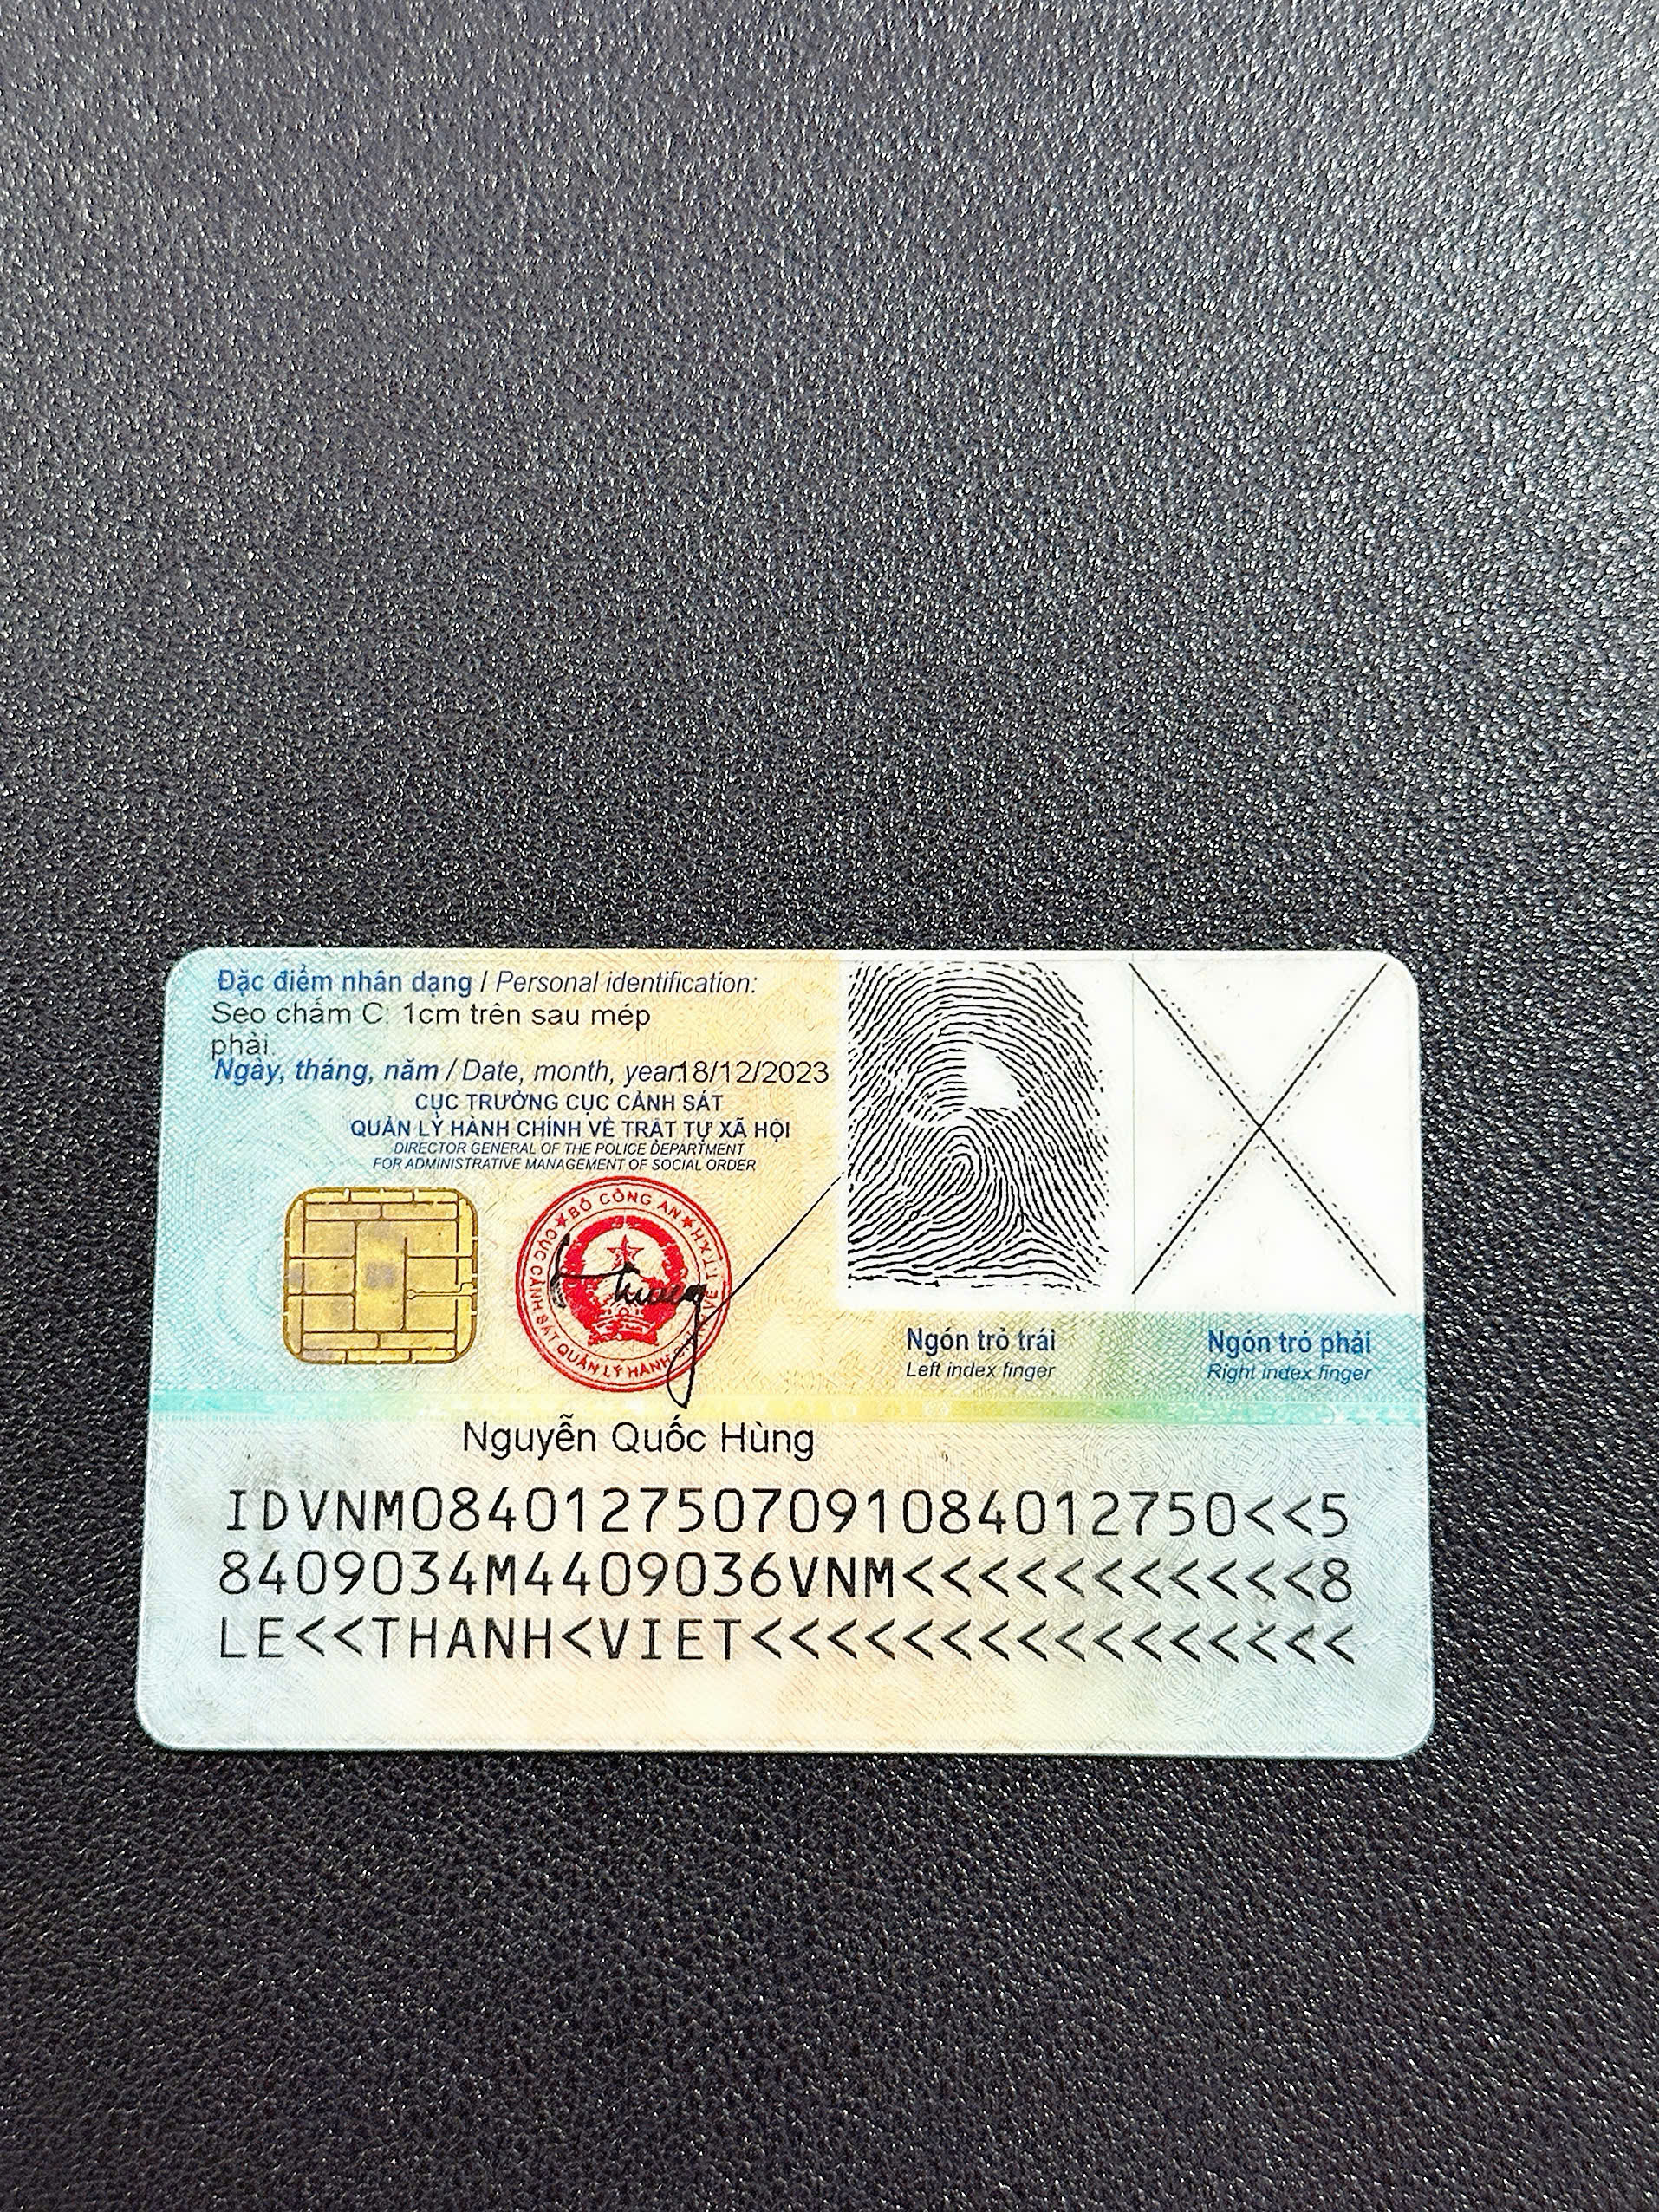 Đặc điểm nhân dạng / Personal identification:
Seo chấm C: 1cm trên sau mép
phải.
Ngày, tháng, năm / Date, month, year: 18/12/2023
CỤC TRƯỞNG CỤC CẢNH SÁT
QUẢN LÝ HÀNH CHÍNH VỀ TRẬT TỰ XÃ HỘI
DIRECTOR GENERAL OF THE POLICE DEPARTMENT
FOR ADMINISTRATIVE MANAGEMENT OF SOCIAL ORDER
BỘ CÔNG AN
CỤC CẢNH SÁT QUẢN LÝ HÀNH CHÍNH VỀ TTXH
Ngón trỏ trái
Left index finger
Ngón trỏ phải
Right index finger
Nguyễn Quốc Hùng
IDVNM0840127507091084012750<<5
8409034M4409036VNM<<<<<<<<<<<8
LE<<THANH<VIET<<<<<<<<<<<<<<<<